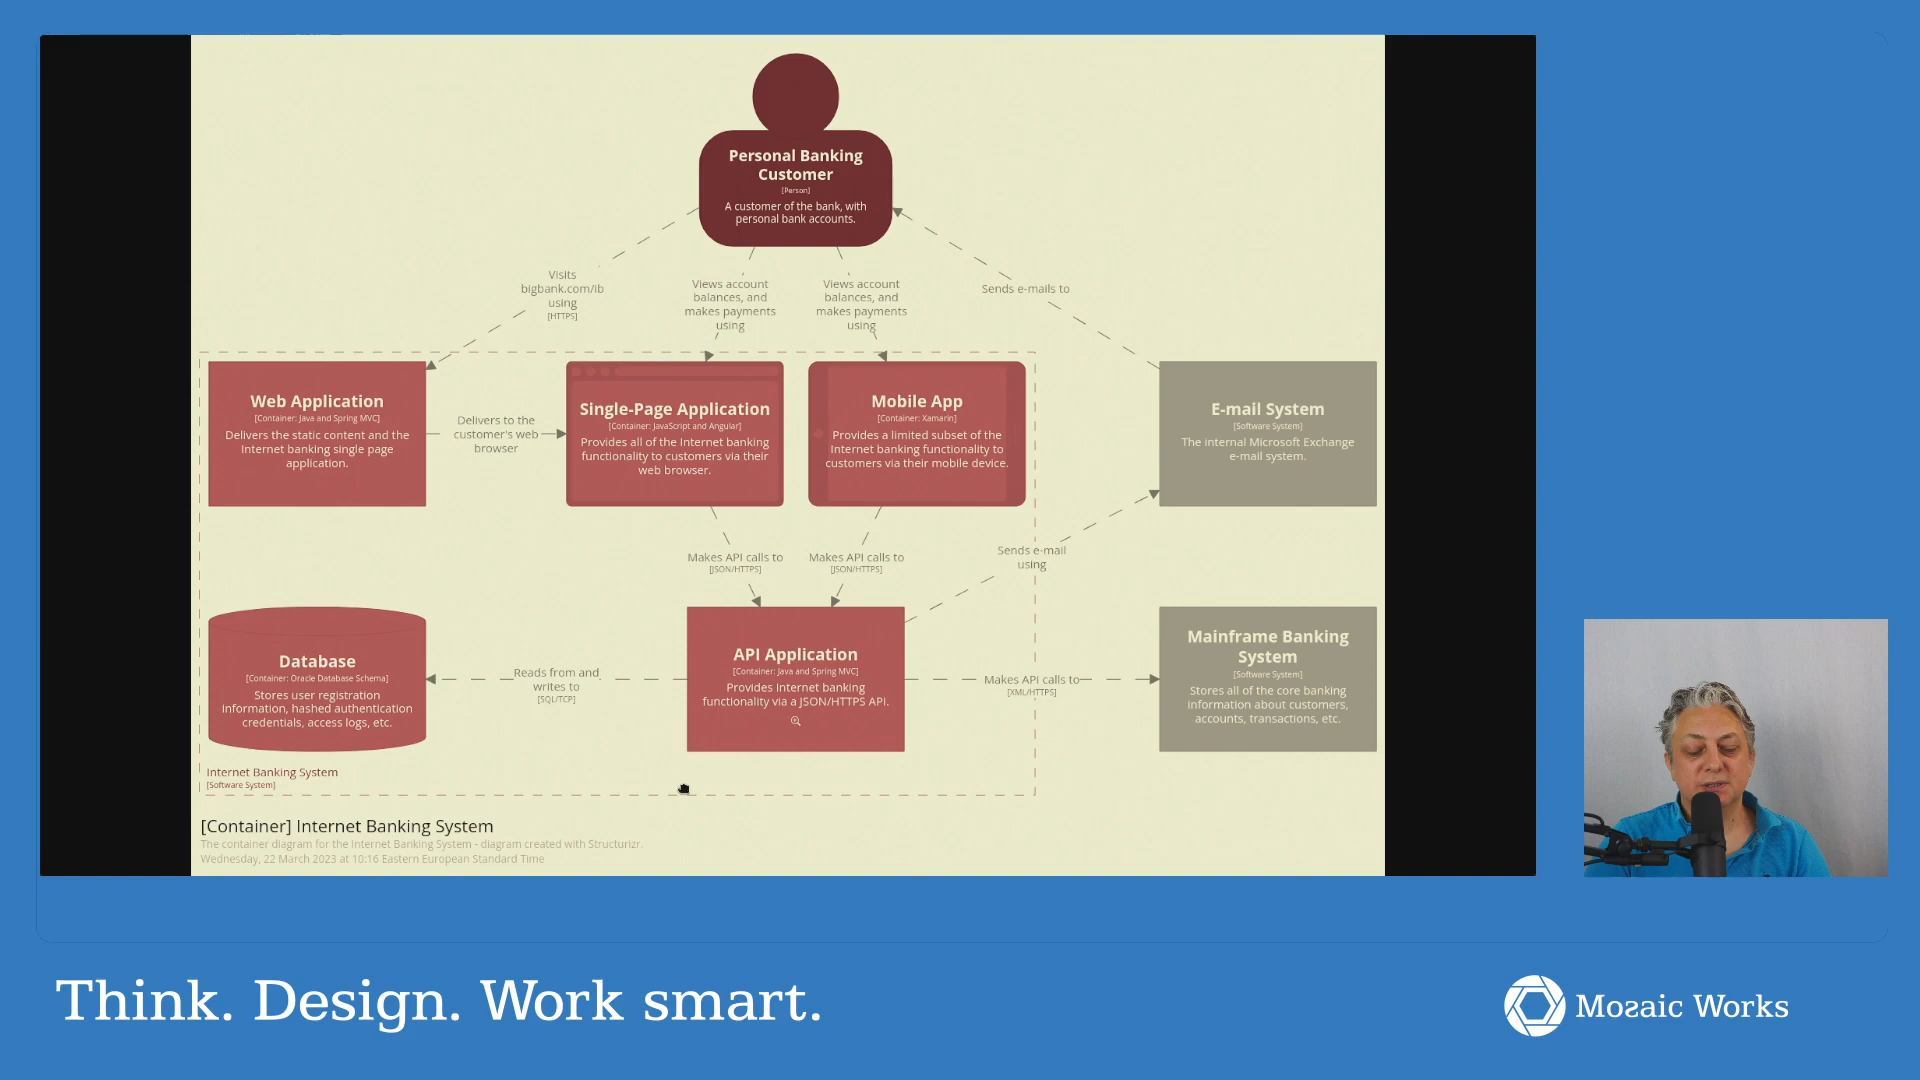 Personal Banking
Customer
[Person]
A customer of the bank, with
personal bank accounts.
Visits
bigbank.com/ib
using
[HTTPS]
Views account
balances, and
makes payments
using
Views account
balances, and
makes payments
using
Sends e-mails to
Web Application
[Container: Java and Spring MVC]
Delivers the static content and the
Internet banking single page
application.
Delivers to the
customer's web
browser
Single-Page Application
[Container: JavaScript and Angular]
Provides all of the Internet banking
functionality to customers via their
web browser.
Mobile App
[Container: Xamarin]
Provides a limited subset of the
Internet banking functionality to
customers via their mobile device.
E-mail System
[Software System]
The internal Microsoft Exchange
e-mail system.
Makes API calls to
[JSON/HTTPS]
Makes API calls to
[JSON/HTTPS]
Sends e-mail
using
Database
[Container: Oracle Database Schema]
Stores user registration
information, hashed authentication
credentials, access logs, etc.
Reads from and
writes to
[SQL/TCP]
API Application
[Container: Java and Spring MVC]
Provides Internet banking
functionality via a JSON/HTTPS API.
Makes API calls to
[XML/HTTPS]
Mainframe Banking
System
[Software System]
Stores all of the core banking
information about customers,
accounts, transactions, etc.
Internet Banking System
[Software System]
[Container] Internet Banking System
The container diagram for the Internet Banking System - diagram created with Structurizr.
Wednesday, 22 March 2023 at 10:16 Eastern European Standard Time
Think. Design. Work smart.
Mozaic Works